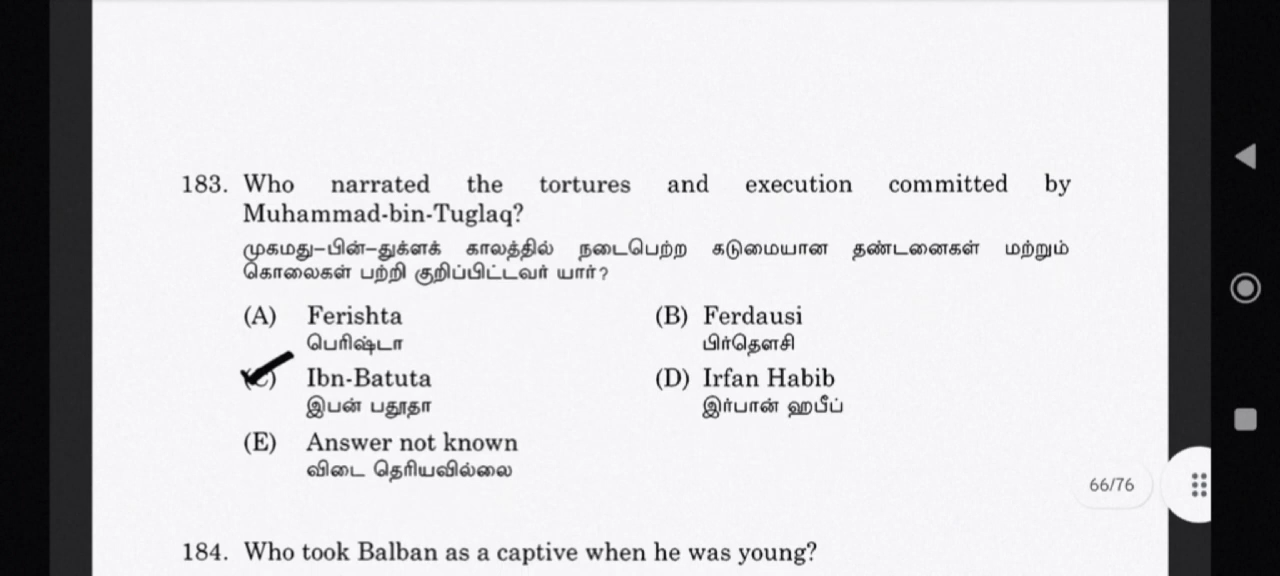 183. Who narrated the tortures and execution committed by
Muhammad-bin-Tuglaq?
முகமது-பின்-துக்ளக் காலத்தில் நடைபெற்ற கடுமையான தண்டனைகள் மற்றும்
கொலைகள் பற்றி குறிப்பிட்டவர் யார்?
(A) Ferishta
பெரிஷ்டா
(B) Ferdausi
பிர்தௌசி
(C) Ibn-Batuta
இபன் பதூதா
(D) Irfan Habib
இர்பான் ஹபீப்
(E) Answer not known
விடை தெரியவில்லை
66/76
184. Who took Balban as a captive when he was young?